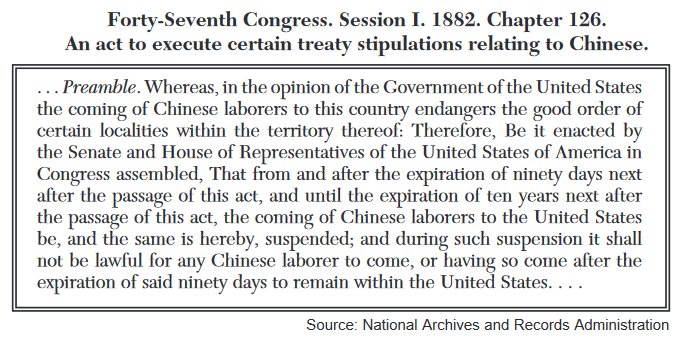 Forty-Seventh Congress. Session I. 1882. Chapter 126.
An act to execute certain treaty stipulations relating to Chinese.
. . . Preamble. Whereas, in the opinion of the Government of the United States
the coming of Chinese laborers to this country endangers the good order of
certain localities within the territory thereof: Therefore, Be it enacted by
the Senate and House of Representatives of the United States of America in
Congress assembled, That from and after the expiration of ninety days next
after the passage of this act, and until the expiration of ten years next after
the passage of this act, the coming of Chinese laborers to the United States
be, and the same is hereby, suspended; and during such suspension it shall
not be lawful for any Chinese laborer to come, or having so come after the
expiration of said ninety days to remain within the United States. . . .
Source: National Archives and Records Administration